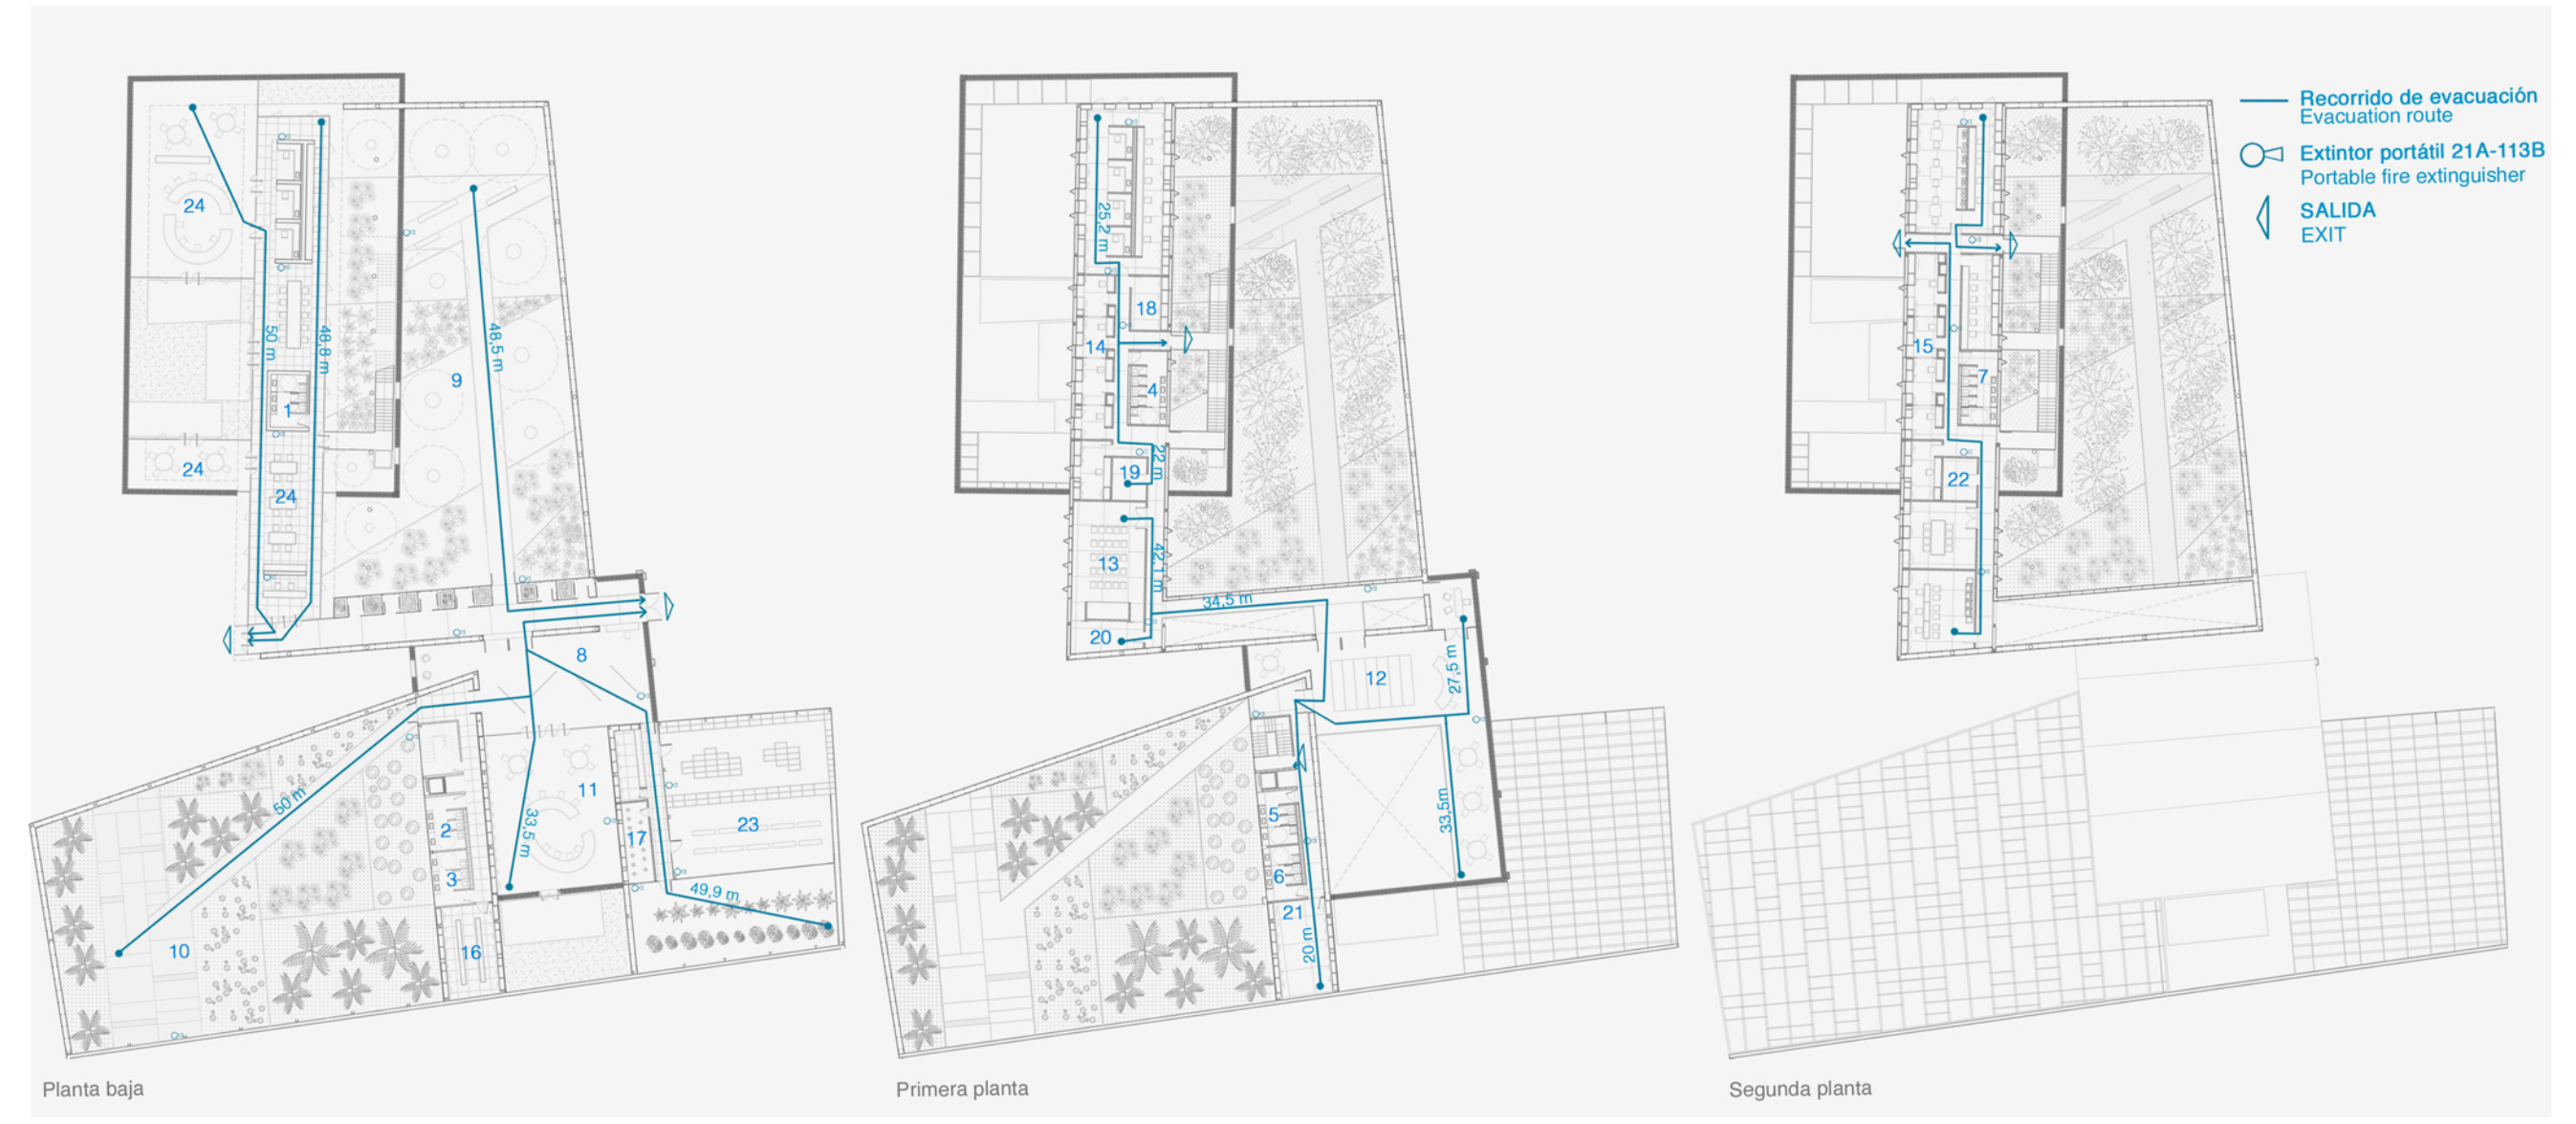 24
50 m
48,8 m
1
24
24
48,5 m
9
8
50 m
10
2
3
11
33,5 m
17
23
49,9 m
16
Planta baja
25,2 m
18
14
4
22 m
19
13
42,1 m
20
34,5 m
12
27,5 m
33,5m
5
6
21
20 m
Primera planta
15
7
22
Segunda planta
Recorrido de evacuación
Evacuation route
Extintor portátil 21A-113B
Portable fire extinguisher
SALIDA
EXIT